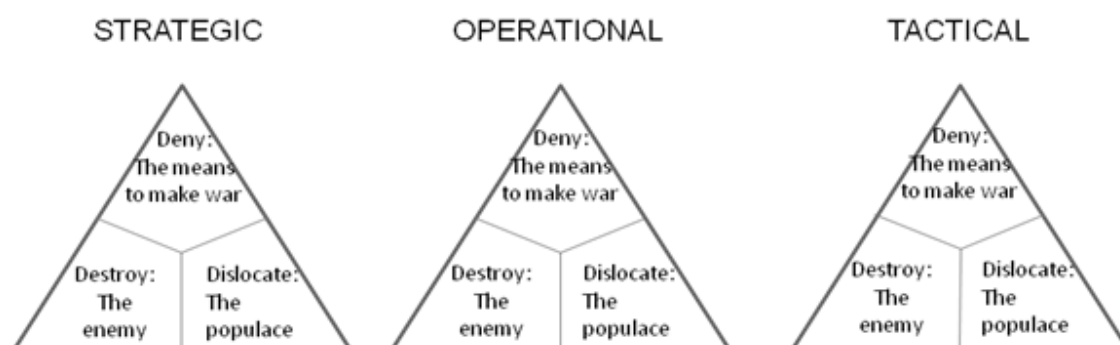 STRATEGIC
OPERATIONAL
TACTICAL
Deny:
The means
to make war
Destroy:
The
enemy
Dislocate:
The
populace
Deny:
The means
to make war
Destroy:
The
enemy
Dislocate:
The
populace
Deny:
The means
to make war
Destroy:
The
enemy
Dislocate:
The
populace